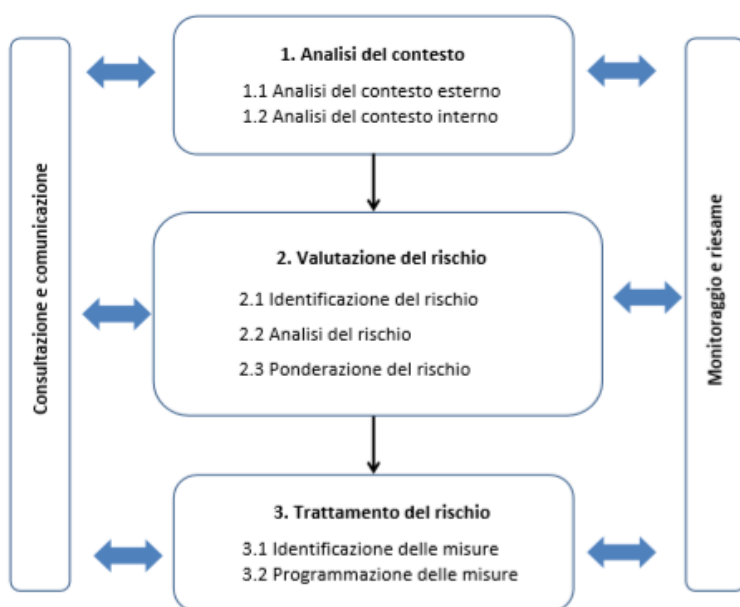 1. Analisi del contesto
1.1 Analisi del contesto esterno
1.2 Analisi del contesto interno
Consultazione e comunicazione
2. Valutazione del rischio
2.1 Identificazione del rischio
2.2 Analisi del rischio
2.3 Ponderazione del rischio
Monitoraggio e riesame
3. Trattamento del rischio
3.1 Identificazione delle misure
3.2 Programmazione delle misure